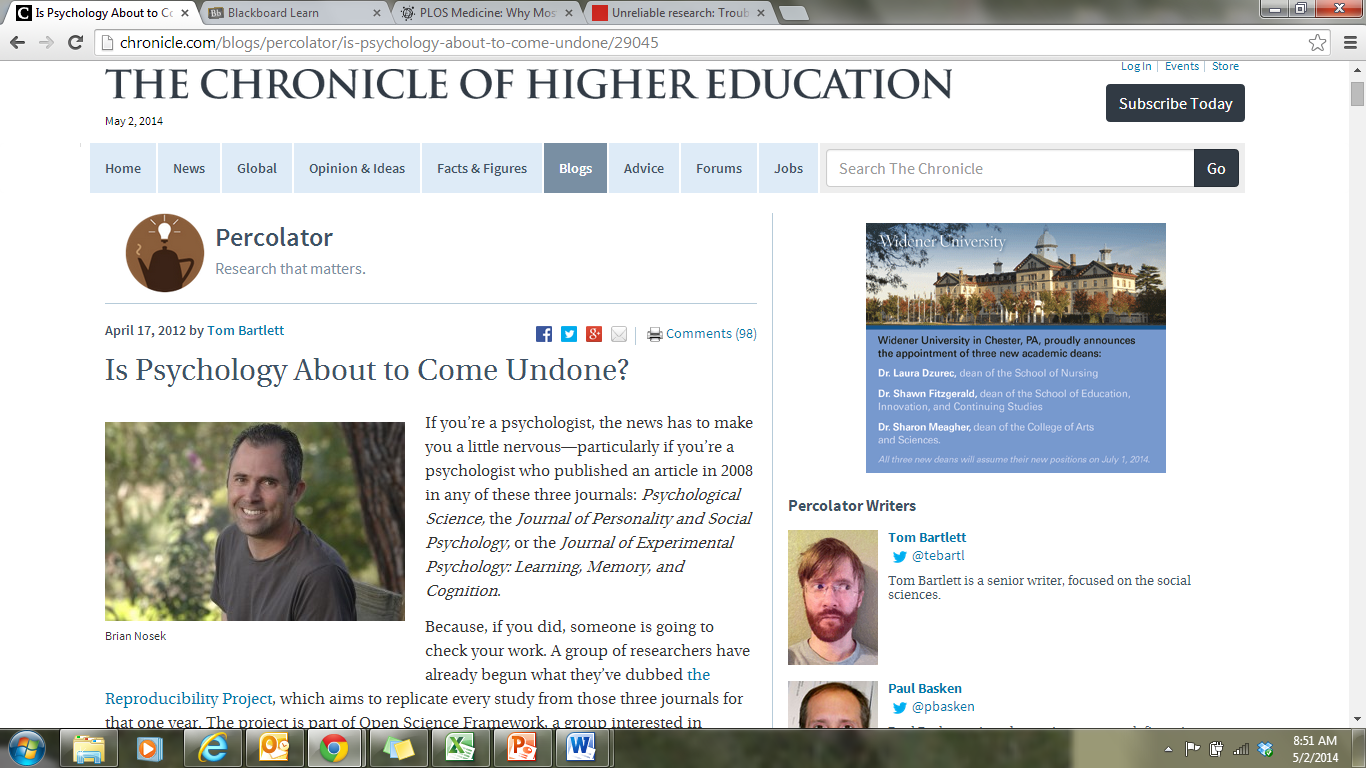 Is Psychology About to Co
Blackboard Learn
PLOS Medicine: Why Mos
Unreliable research: Troub
chronicle.com/blogs/percolator/is-psychology-about-to-come-undone/29045
THE CHRONICLE OF HIGHER EDUCATION
Log In | Events | Store
Subscribe Today
May 2, 2014
Home News Global Opinion & Ideas Facts & Figures Blogs Advice Forums Jobs
Search The Chronicle Go
Percolator
Research that matters.
April 17, 2012 by Tom Bartlett
Comments (98)
Is Psychology About to Come Undone?
If you're a psychologist, the news has to make
you a little nervous—particularly if you're a
psychologist who published an article in 2008
in any of these three journals: Psychological
Science, the Journal of Personality and Social
Psychology, or the Journal of Experimental
Psychology: Learning, Memory, and
Cognition.
Brian Nosek
Because, if you did, someone is going to
check your work. A group of researchers have
already begun what they've dubbed the
Reproducibility Project, which aims to replicate every study from those three journals for
that one year. The project is part of Open Science Framework, a group interested in
Widener University
Widener University in Chester, PA, proudly announces
the appointment of three new academic deans:
Dr. Laura Dzurec, dean of the School of Nursing
Dr. Shawn Fitzgerald, dean of the School of Education,
Innovation, and Continuing Studies
Dr. Sharon Meagher, dean of the College of Arts
and Sciences.
All three new deans will assume their new positions on July 1, 2014.
Percolator Writers
Tom Bartlett
@tebartl
Tom Bartlett is a senior writer, focused on the social
sciences.
Paul Basken
@pbasken
8:51 AM
5/2/2014